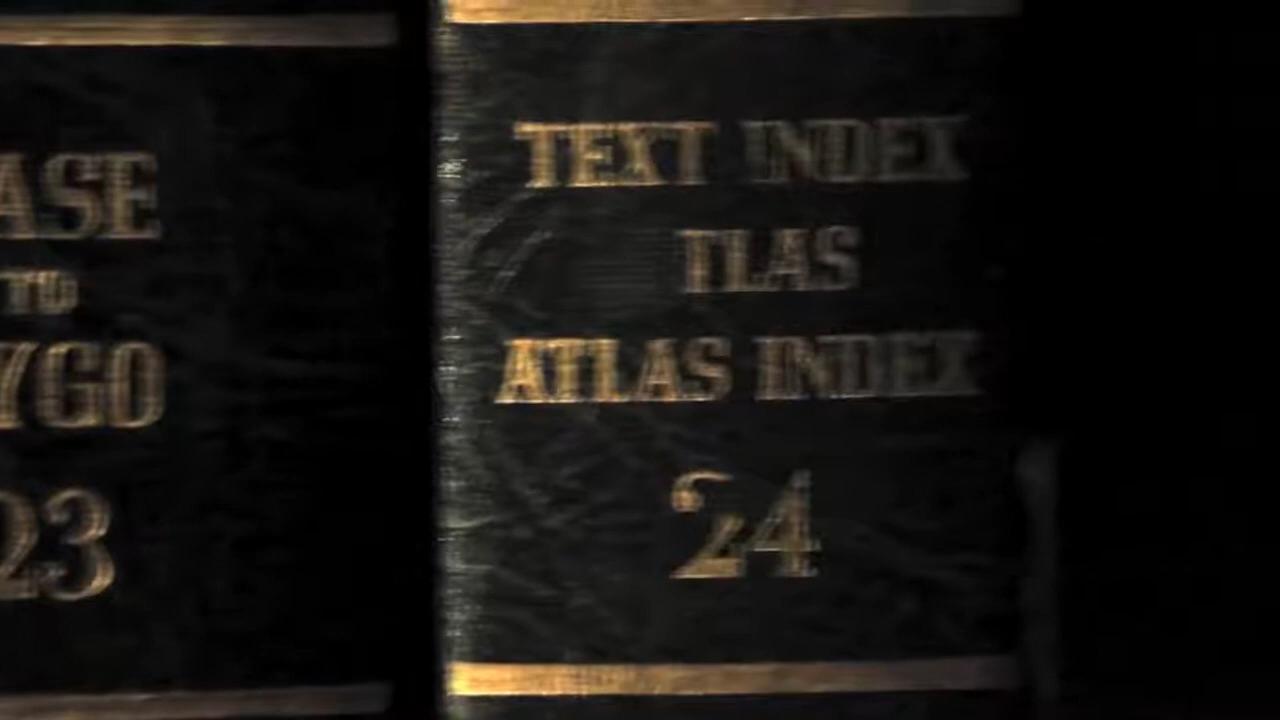 ASE
TO
YGO
23
TEXT INDEX
TLAS
ATLAS INDEX
24